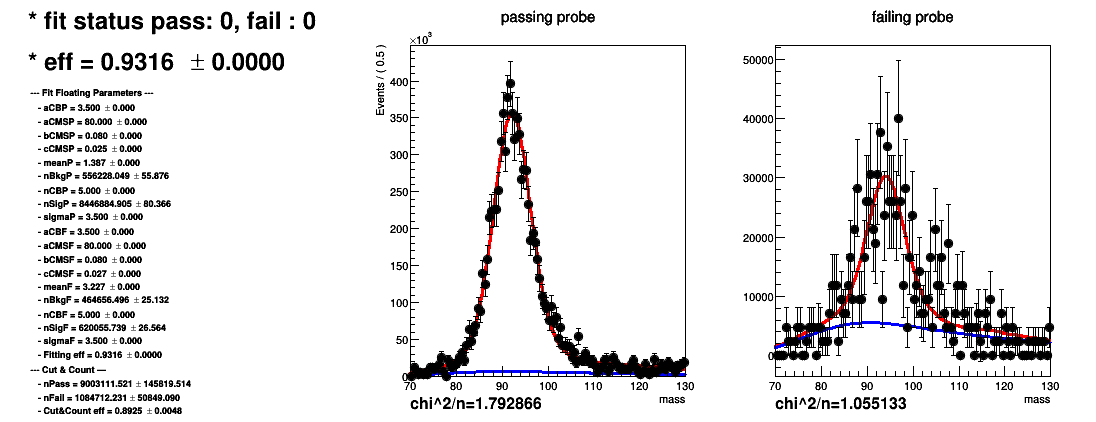 * fit status pass: 0, fail : 0
* eff = 0.9316 ± 0.0000
--- Fit Floating Parameters ---
- aCBP = 3.500 ± 0.000
- aCMSP = 80.000 ± 0.000
- bCMSP = 0.080 ± 0.000
- cCMSP = 0.025 ± 0.000
- meanP = 1.387 ± 0.000
- nBkgP = 556228.049 ± 55.876
- nCBP = 5.000 ± 0.000
- nSigP = 8446884.905 ± 80.366
- sigmaP = 3.500 ± 0.000
- aCBF = 3.500 ± 0.000
- aCMSF = 80.000 ± 0.000
- bCMSF = 0.080 ± 0.000
- cCMSF = 0.027 ± 0.000
- meanF = 3.227 ± 0.000
- nBkgF = 464656.496 ± 25.132
- nCBF = 5.000 ± 0.000
- nSigF = 620055.739 ± 26.564
- sigmaF = 3.500 ± 0.000
- Fitting eff = 0.9316 ± 0.0000
--- Cut & Count ---
- nPass = 9003111.521 ± 145819.514
- nFail = 1084712.231 ± 50849.090
- Cut&Count eff = 0.8925 ± 0.0048
passing probe
×10³
Events / ( 0.5 )
400
350
300
250
200
150
100
50
0
70 80 90 100 110 120 130
mass
chi^2/n=1.792866
failing probe
50000
40000
30000
20000
10000
0
70 80 90 100 110 120 130
mass
chi^2/n=1.055133